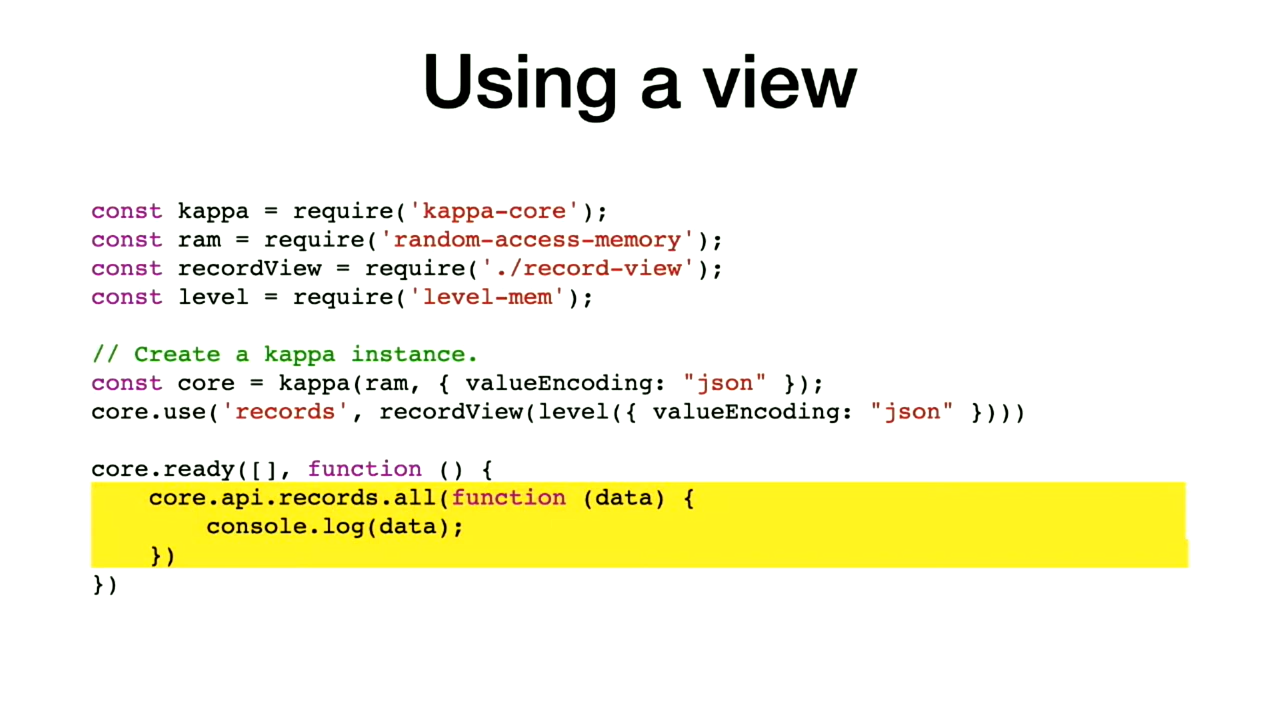 Using a view
const kappa = require('kappa-core');
const ram = require('random-access-memory');
const recordView = require('./record-view');
const level = require('level-mem');
// Create a kappa instance.
const core = kappa(ram, { valueEncoding: "json" });
core.use('records', recordView(level({ valueEncoding: "json" })))
core.ready([], function () {
    core.api.records.all(function (data) {
        console.log(data);
    })
})